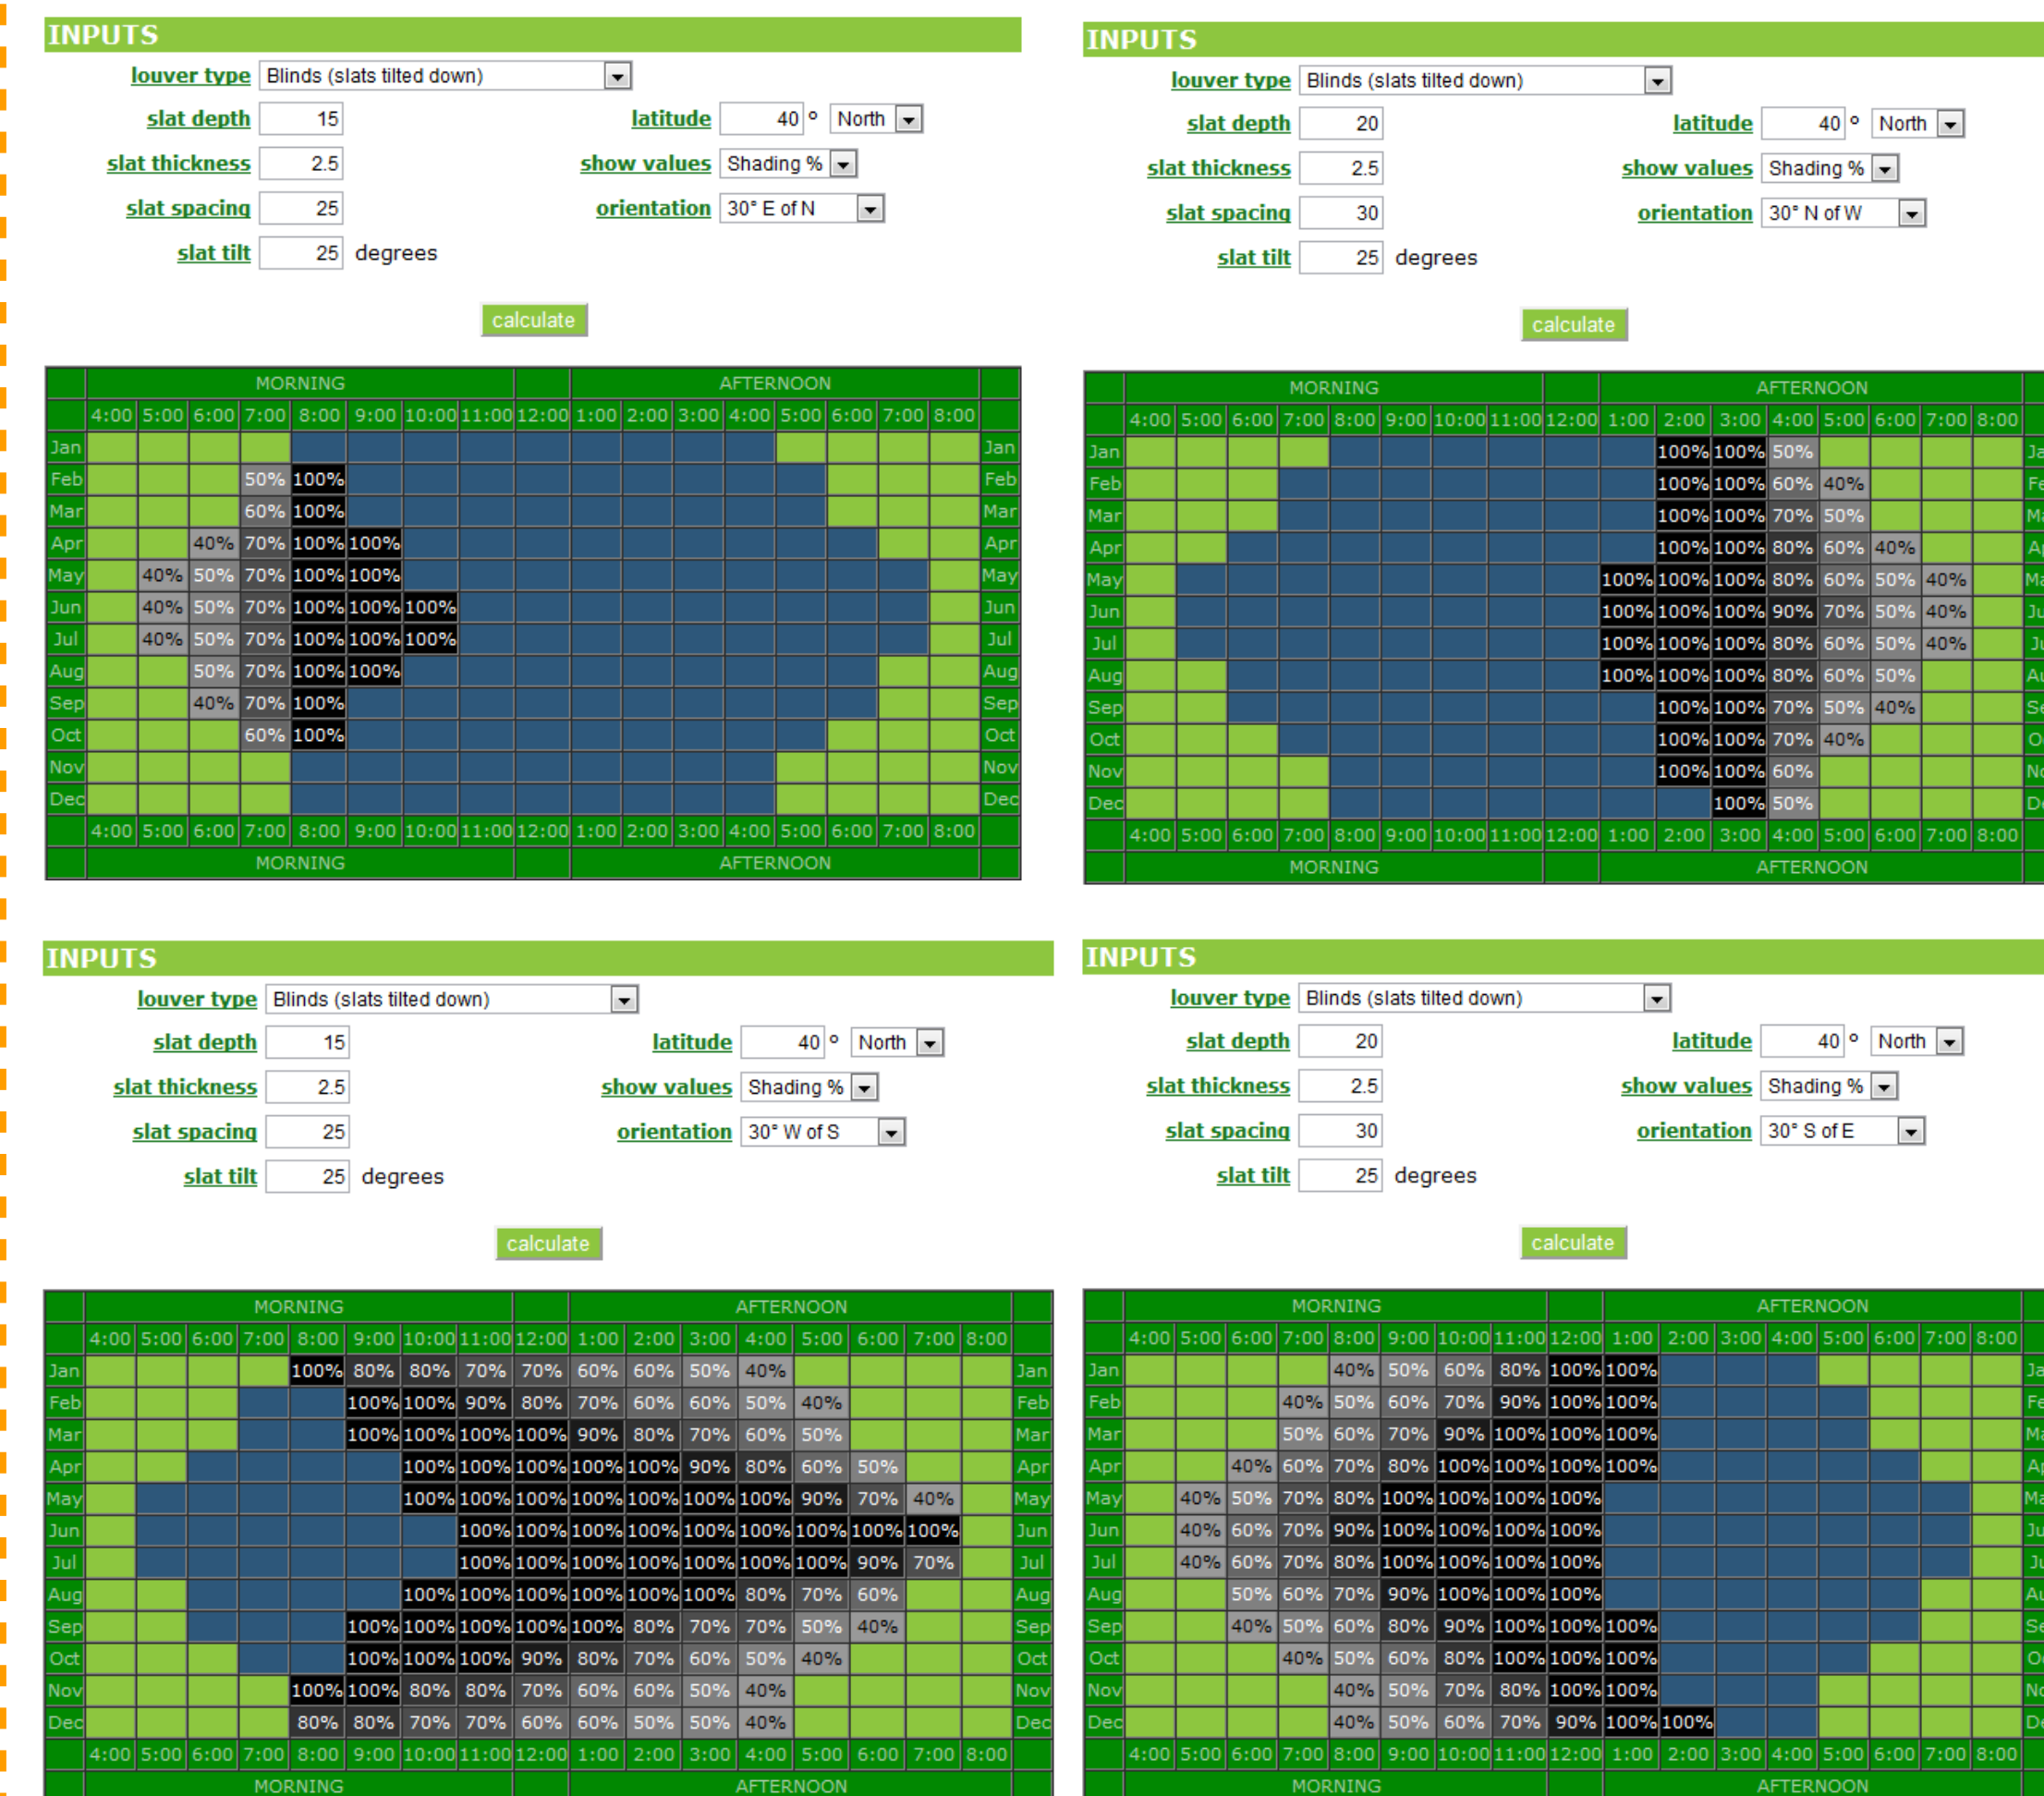 INPUTS
louver type Blinds (slats tilted down)
slat depth 15 latitude 40 ° North
slat thickness 2.5 show values Shading %
slat spacing 25 orientation 30° E of N
slat tilt 25 degrees
calculate
MORNING AFTERNOON
4:00 5:00 6:00 7:00 8:00 9:00 10:00 11:00 12:00 1:00 2:00 3:00 4:00 5:00 6:00 7:00 8:00
Jan Jan
Feb 50% 100% Feb
Mar 60% 100% Mar
Apr 40% 70% 100% 100% Apr
May 40% 50% 70% 100% 100% May
Jun 40% 50% 70% 100% 100% 100% Jun
Jul 40% 50% 70% 100% 100% 100% Jul
Aug 50% 70% 100% 100% Aug
Sep 40% 70% 100% Sep
Oct 60% 100% Oct
Nov Nov
Dec Dec
4:00 5:00 6:00 7:00 8:00 9:00 10:00 11:00 12:00 1:00 2:00 3:00 4:00 5:00 6:00 7:00 8:00
MORNING AFTERNOON
INPUTS
louver type Blinds (slats tilted down)
slat depth 20 latitude 40 ° North
slat thickness 2.5 show values Shading %
slat spacing 30 orientation 30° N of W
slat tilt 25 degrees
calculate
MORNING AFTERNOON
4:00 5:00 6:00 7:00 8:00 9:00 10:00 11:00 12:00 1:00 2:00 3:00 4:00 5:00 6:00 7:00 8:00
Jan 100% 100% 50%
Feb 100% 100% 60% 40%
Mar 100% 100% 70% 50%
Apr 100% 100% 80% 60% 40%
May 100% 100% 100% 80% 60% 50% 40%
Jun 100% 100% 100% 90% 70% 50% 40%
Jul 100% 100% 100% 80% 60% 50% 40%
Aug 100% 100% 100% 80% 60% 50%
Sep 100% 100% 70% 50% 40%
Oct 100% 100% 70% 40%
Nov 100% 100% 60%
Dec 100% 50%
4:00 5:00 6:00 7:00 8:00 9:00 10:00 11:00 12:00 1:00 2:00 3:00 4:00 5:00 6:00 7:00 8:00
MORNING AFTERNOON
INPUTS
louver type Blinds (slats tilted down)
slat depth 15 latitude 40 ° North
slat thickness 2.5 show values Shading %
slat spacing 25 orientation 30° W of S
slat tilt 25 degrees
calculate
MORNING AFTERNOON
4:00 5:00 6:00 7:00 8:00 9:00 10:00 11:00 12:00 1:00 2:00 3:00 4:00 5:00 6:00 7:00 8:00
Jan 100% 80% 80% 70% 70% 60% 60% 50% 40% Jan
Feb 100% 100% 90% 80% 70% 60% 60% 50% 40% Feb
Mar 100% 100% 100% 100% 90% 80% 70% 60% 50% Mar
Apr 100% 100% 100% 100% 100% 90% 80% 60% 50% Apr
May 100% 100% 100% 100% 100% 100% 100% 90% 70% 40% May
Jun 100% 100% 100% 100% 100% 100% 100% 100% 100% Jun
Jul 100% 100% 100% 100% 100% 100% 100% 90% 70% Jul
Aug 100% 100% 100% 100% 100% 100% 80% 70% 60% Aug
Sep 100% 100% 100% 100% 100% 80% 70% 70% 50% 40% Sep
Oct 100% 100% 100% 90% 80% 70% 60% 50% 40% Oct
Nov 100% 100% 80% 80% 70% 60% 60% 50% 40% Nov
Dec 80% 80% 70% 70% 60% 60% 50% 50% 40% Dec
4:00 5:00 6:00 7:00 8:00 9:00 10:00 11:00 12:00 1:00 2:00 3:00 4:00 5:00 6:00 7:00 8:00
MORNING AFTERNOON
INPUTS
louver type Blinds (slats tilted down)
slat depth 20 latitude 40 ° North
slat thickness 2.5 show values Shading %
slat spacing 30 orientation 30° S of E
slat tilt 25 degrees
calculate
MORNING AFTERNOON
4:00 5:00 6:00 7:00 8:00 9:00 10:00 11:00 12:00 1:00 2:00 3:00 4:00 5:00 6:00 7:00 8:00
Jan 40% 50% 60% 80% 100% 100%
Feb 40% 50% 60% 70% 90% 100% 100%
Mar 50% 60% 70% 90% 100% 100% 100%
Apr 40% 60% 70% 80% 100% 100% 100% 100%
May 40% 50% 70% 80% 100% 100% 100% 100%
Jun 40% 60% 70% 90% 100% 100% 100% 100%
Jul 40% 60% 70% 80% 100% 100% 100% 100%
Aug 50% 60% 70% 90% 100% 100% 100%
Sep 40% 50% 60% 80% 90% 100% 100% 100%
Oct 40% 50% 60% 80% 100% 100% 100%
Nov 40% 50% 70% 80% 100% 100%
Dec 40% 50% 60% 70% 90% 100% 100%
4:00 5:00 6:00 7:00 8:00 9:00 10:00 11:00 12:00 1:00 2:00 3:00 4:00 5:00 6:00 7:00 8:00
MORNING AFTERNOON